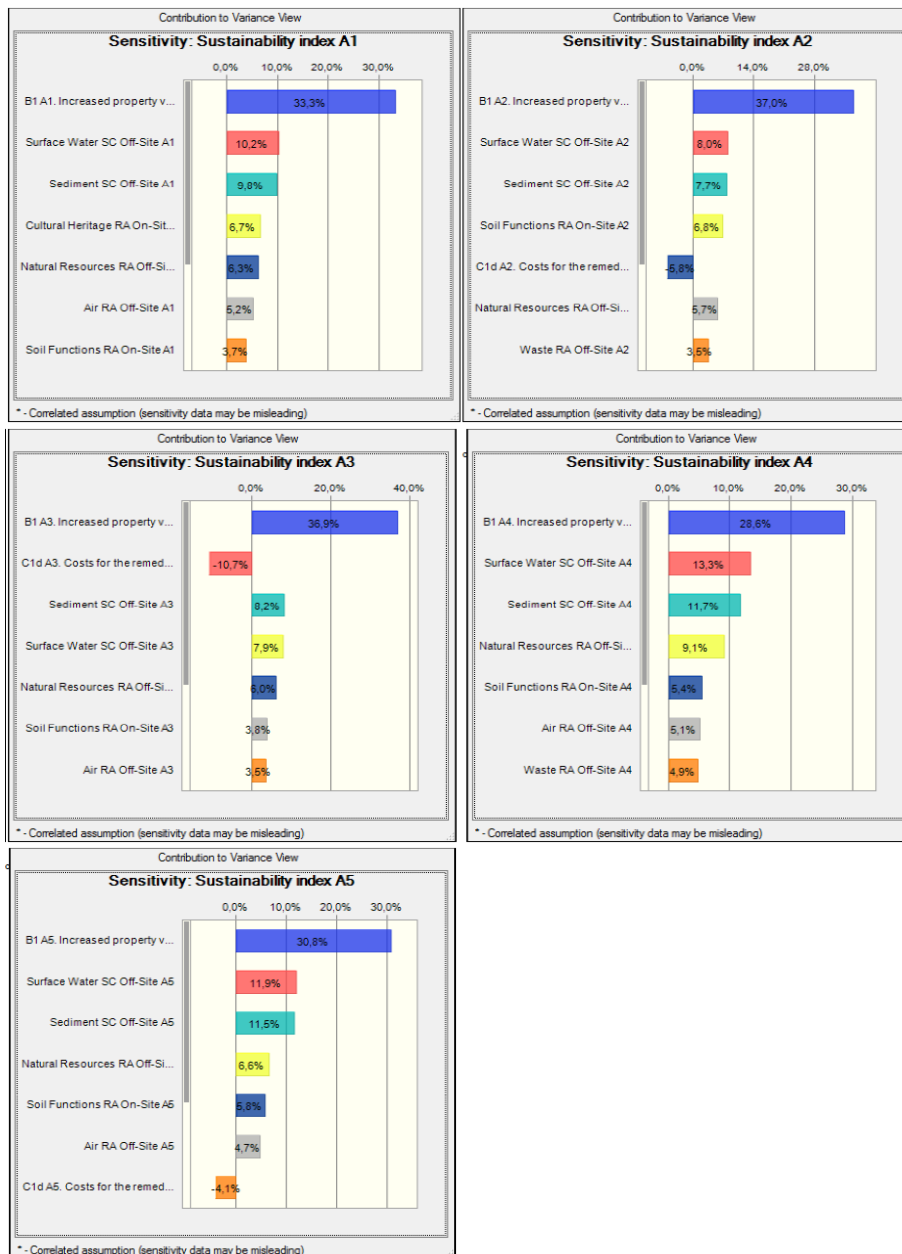 Contribution to Variance View
Sensitivity: Sustainability index A1
0,0% 10,0% 20,0% 30,0%
B1 A1. Increased property v... 33,3%
Surface Water SC Off-Site A1 10,2%
Sediment SC Off-Site A1 9,8%
Cultural Heritage RA On-Sit... 6,7%
Natural Resources RA Off-Si... 6,3%
Air RA Off-Site A1 5,2%
Soil Functions RA On-Site A1 3,7%
* - Correlated assumption (sensitivity data may be misleading)
Contribution to Variance View
Sensitivity: Sustainability index A2
0,0% 14,0% 28,0%
B1 A2. Increased property v... 37,0%
Surface Water SC Off-Site A2 8,0%
Sediment SC Off-Site A2 7,7%
Soil Functions RA On-Site A2 6,8%
C1d A2. Costs for the remed... -5,8%
Natural Resources RA Off-Si... 5,7%
Waste RA Off-Site A2 3,5%
* - Correlated assumption (sensitivity data may be misleading)
Contribution to Variance View
Sensitivity: Sustainability index A3
0,0% 20,0% 40,0%
B1 A3. Increased property v... 36,9%
C1d A3. Costs for the remed... -10,7%
Sediment SC Off-Site A3 8,2%
Surface Water SC Off-Site A3 7,9%
Natural Resources RA Off-Si... 6,0%
Soil Functions RA On-Site A3 3,8%
Air RA Off-Site A3 3,5%
* - Correlated assumption (sensitivity data may be misleading)
Contribution to Variance View
Sensitivity: Sustainability index A4
0,0% 10,0% 20,0% 30,0%
B1 A4. Increased property v... 28,6%
Surface Water SC Off-Site A4 13,3%
Sediment SC Off-Site A4 11,7%
Natural Resources RA Off-Si... 9,1%
Soil Functions RA On-Site A4 5,4%
Air RA Off-Site A4 5,1%
Waste RA Off-Site A4 4,9%
* - Correlated assumption (sensitivity data may be misleading)
Contribution to Variance View
Sensitivity: Sustainability index A5
0,0% 10,0% 20,0% 30,0%
B1 A5. Increased property v... 30,8%
Surface Water SC Off-Site A5 11,9%
Sediment SC Off-Site A5 11,5%
Natural Resources RA Off-Si... 6,6%
Soil Functions RA On-Site A5 5,8%
Air RA Off-Site A5 4,7%
C1d A5. Costs for the remed... -4,1%
* - Correlated assumption (sensitivity data may be misleading)